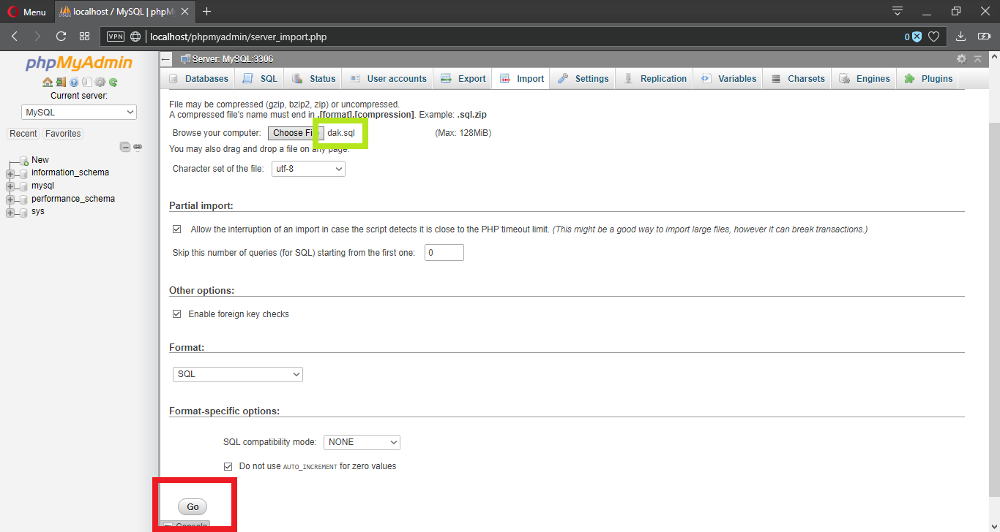 Menu
localhost / MySQL | phpM
VPN
localhost/phpmyadmin/server_import.php
0
phpMyAdmin
Current server:
MySQL
Recent
Favorites
New
information_schema
mysql
performance_schema
sys
Server: MySQL:3306
Databases
SQL
Status
User accounts
Export
Import
Settings
Replication
Variables
Charsets
Engines
Plugins
File may be compressed (gzip, bzip2, zip) or uncompressed.
A compressed file's name must end in .[format].[compression]. Example: .sql.zip
Browse your computer: Choose Fi dak.sql (Max: 128MiB)
You may also drag and drop a file on any page.
Character set of the file: utf-8
Partial import:
Allow the interruption of an import in case the script detects it is close to the PHP timeout limit. (This might be a good way to import large files, however it can break transactions.)
Skip this number of queries (for SQL) starting from the first one: 0
Other options:
Enable foreign key checks
Format:
SQL
Format-specific options:
SQL compatibility mode: NONE
Do not use AUTO_INCREMENT for zero values
Go
Console